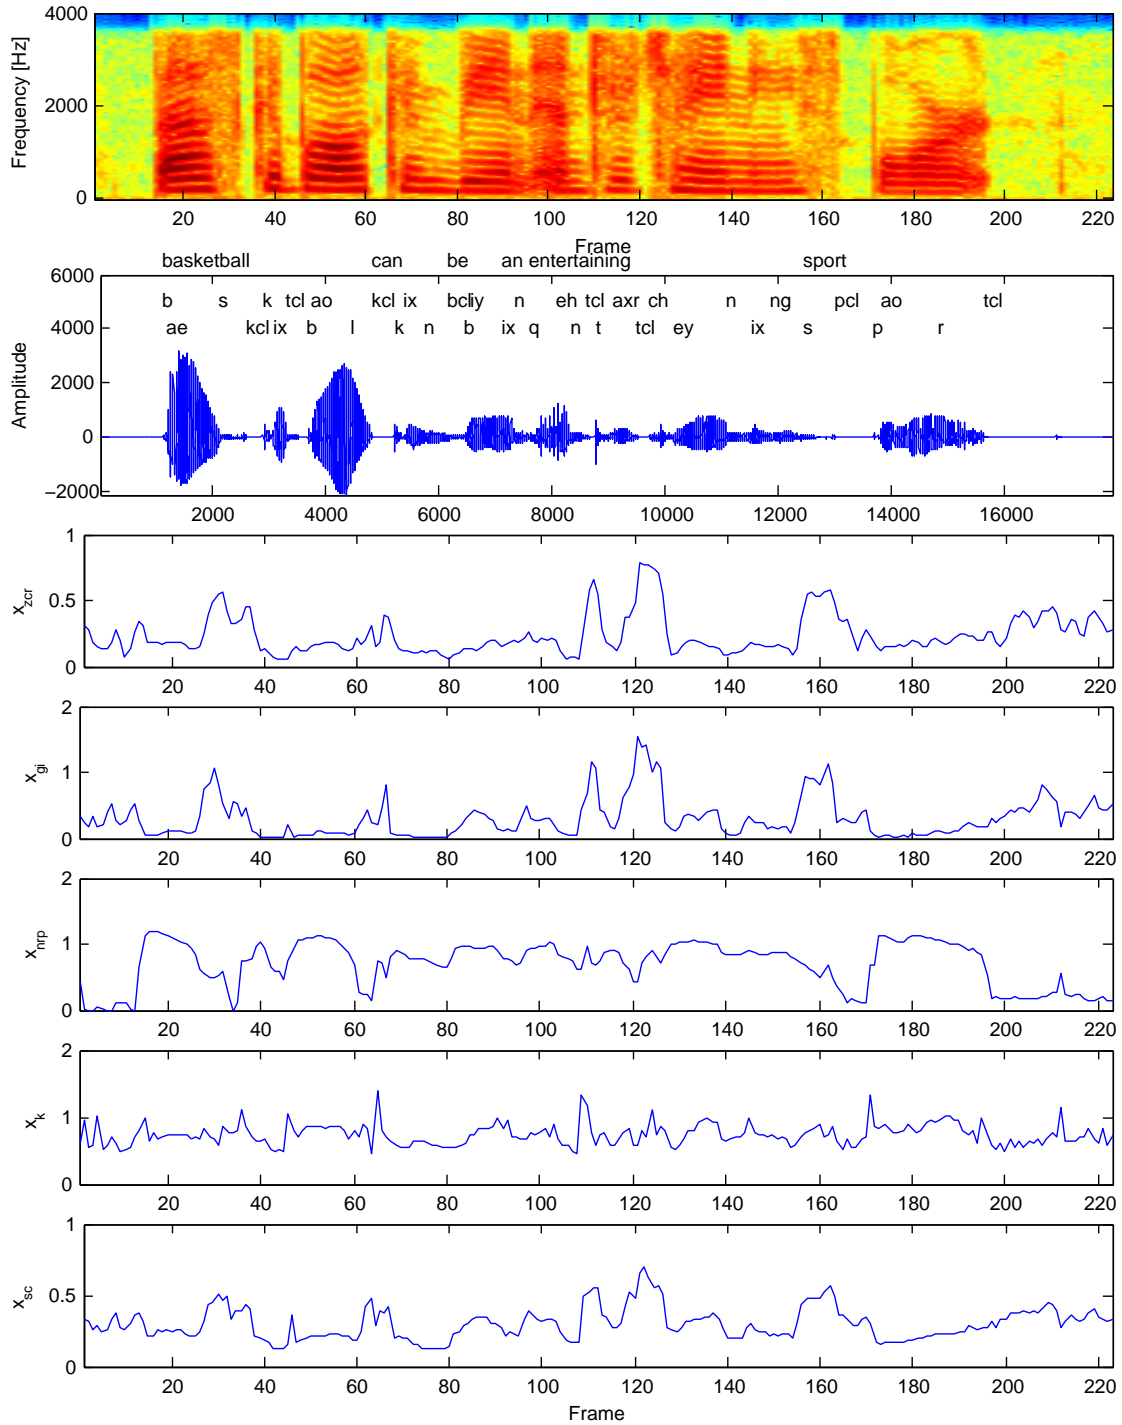 4000
2000
0
Frequency [Hz]
20 40 60 80 100 120 140 160 180 200 220
Frame
basketball can be an entertaining sport
6000
b s k tcl ao kcl ix bcl iy n eh tcl axr ch n ng pcl ao tcl
ae kcl ix b l k n b ix q n t tcl ey ix s p r
4000
2000
0
−2000
Amplitude
2000 4000 6000 8000 10000 12000 14000 16000
1
0.5
0
x_zcr
20 40 60 80 100 120 140 160 180 200 220
2
1
0
x_gi
20 40 60 80 100 120 140 160 180 200 220
2
1
0
x_nrp
20 40 60 80 100 120 140 160 180 200 220
2
1
0
x_k
20 40 60 80 100 120 140 160 180 200 220
1
0.5
0
x_sc
20 40 60 80 100 120 140 160 180 200 220
Frame